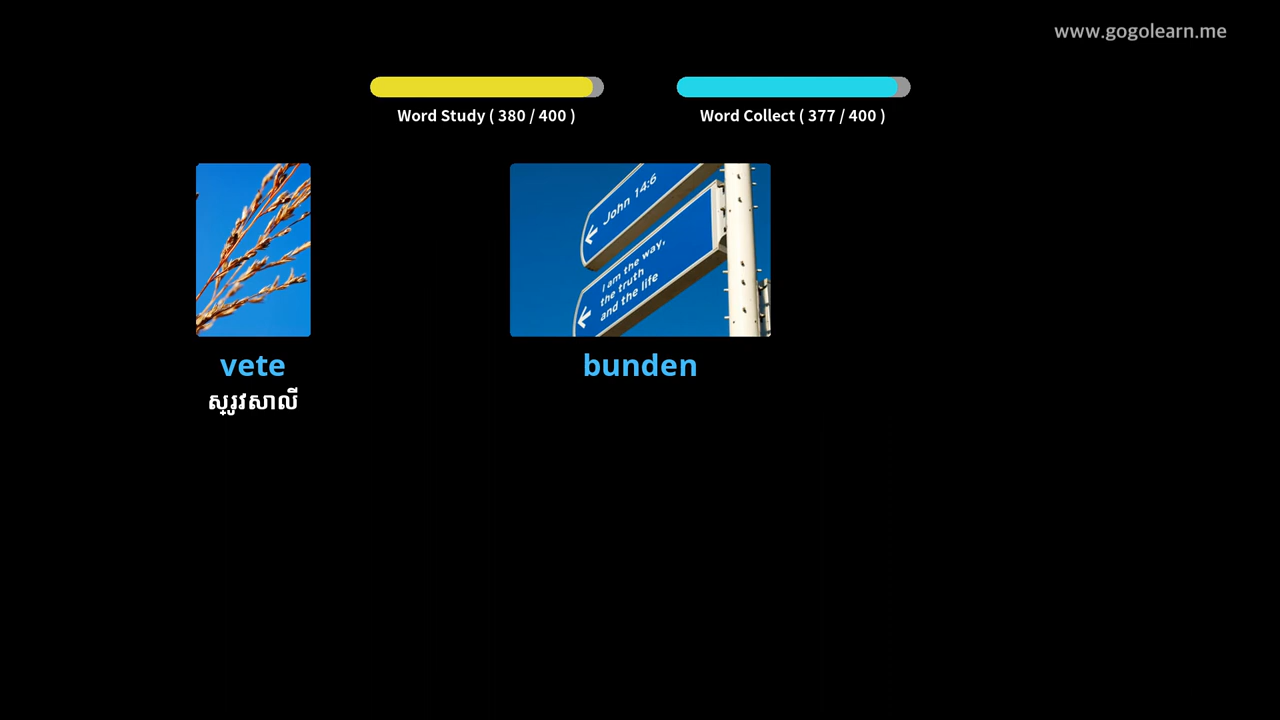 www.gogolearn.me
Word Study ( 380 / 400 )
Word Collect ( 377 / 400 )
John 14:6
I am the way,
the truth
and the life
vete
ស្រូវសាលី
bunden